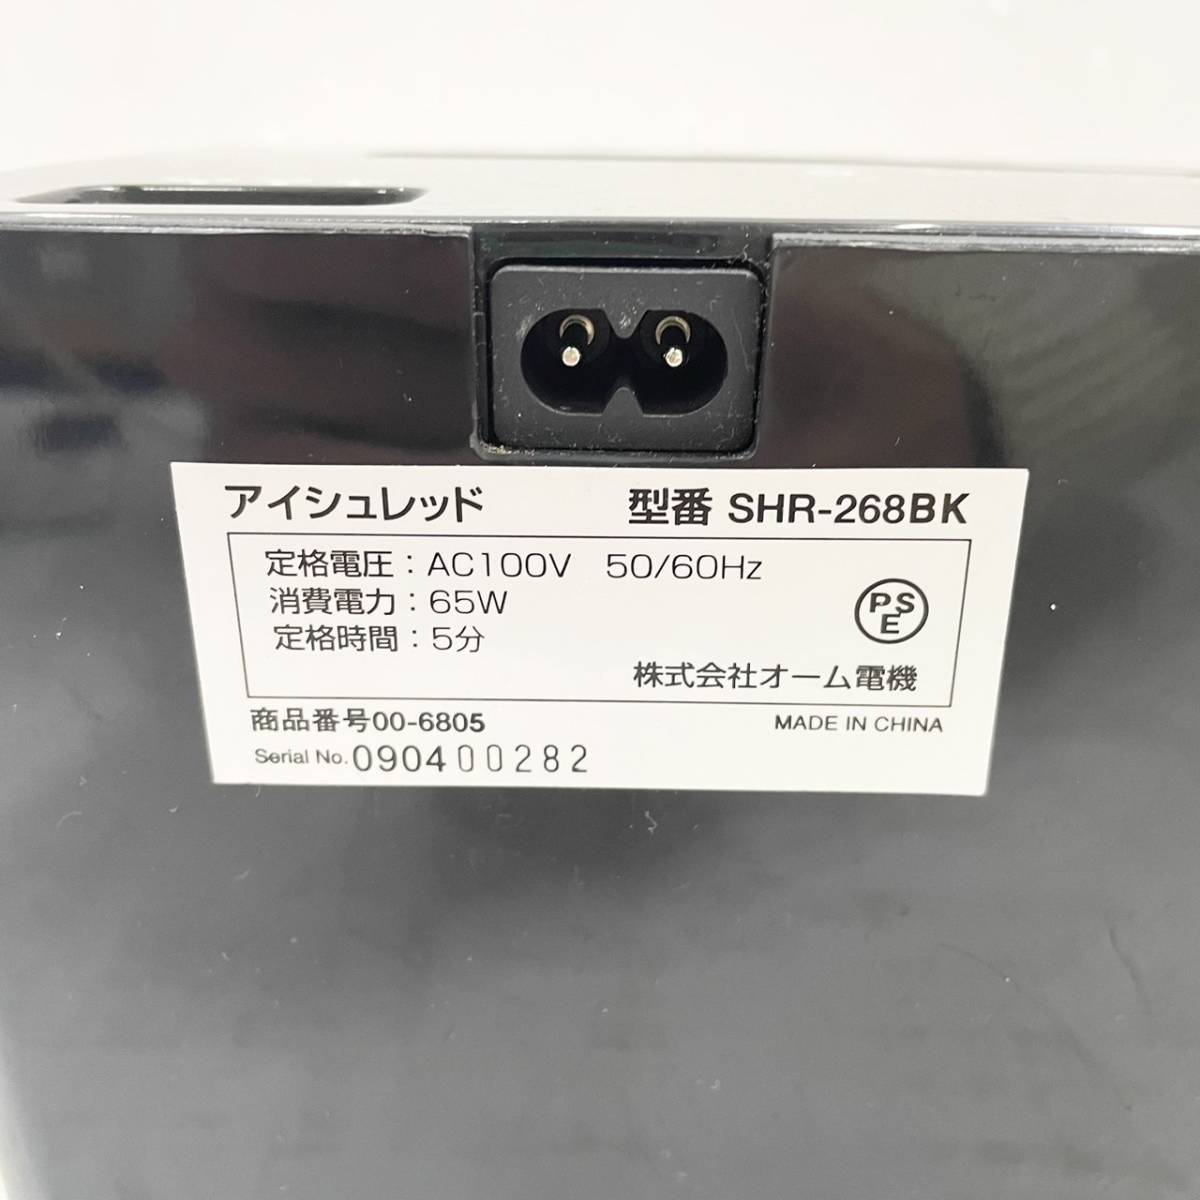 アイシュレッド 型番 SHR-268BK
定格電圧：AC100V 50/60Hz
消費電力：65W
定格時間：5分
PSE
株式会社オーム電機
商品番号00-6805 MADE IN CHINA
Serial No. 090400282